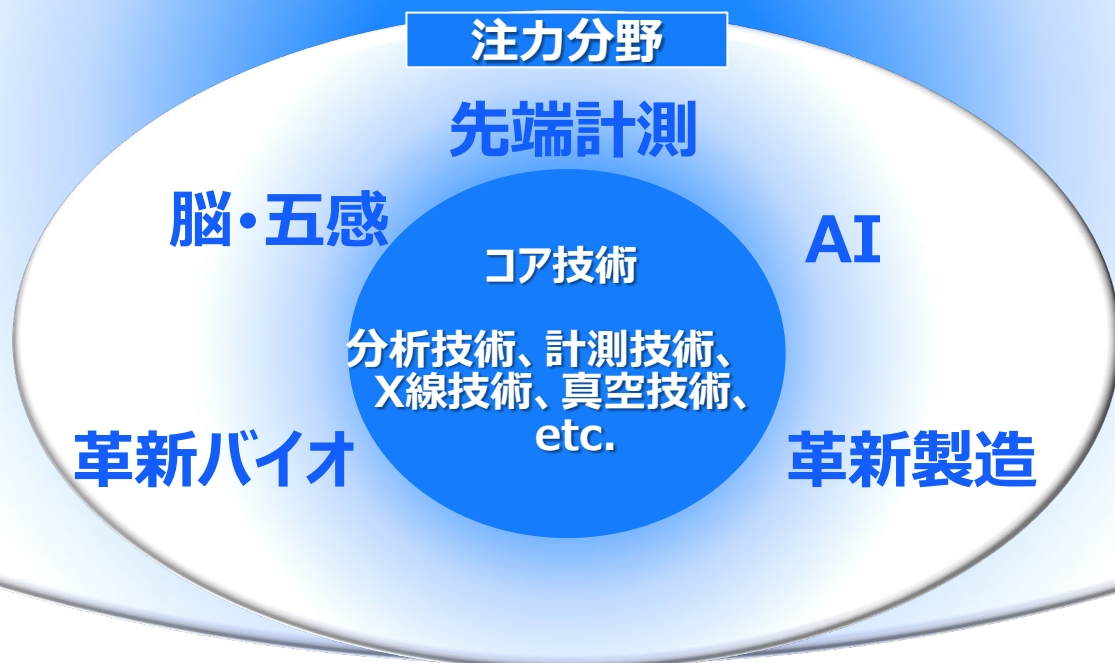 注力分野
先端計測
脳・五感
AI
コア技術
分析技術、計測技術、
X線技術、真空技術、
etc.
革新バイオ
革新製造